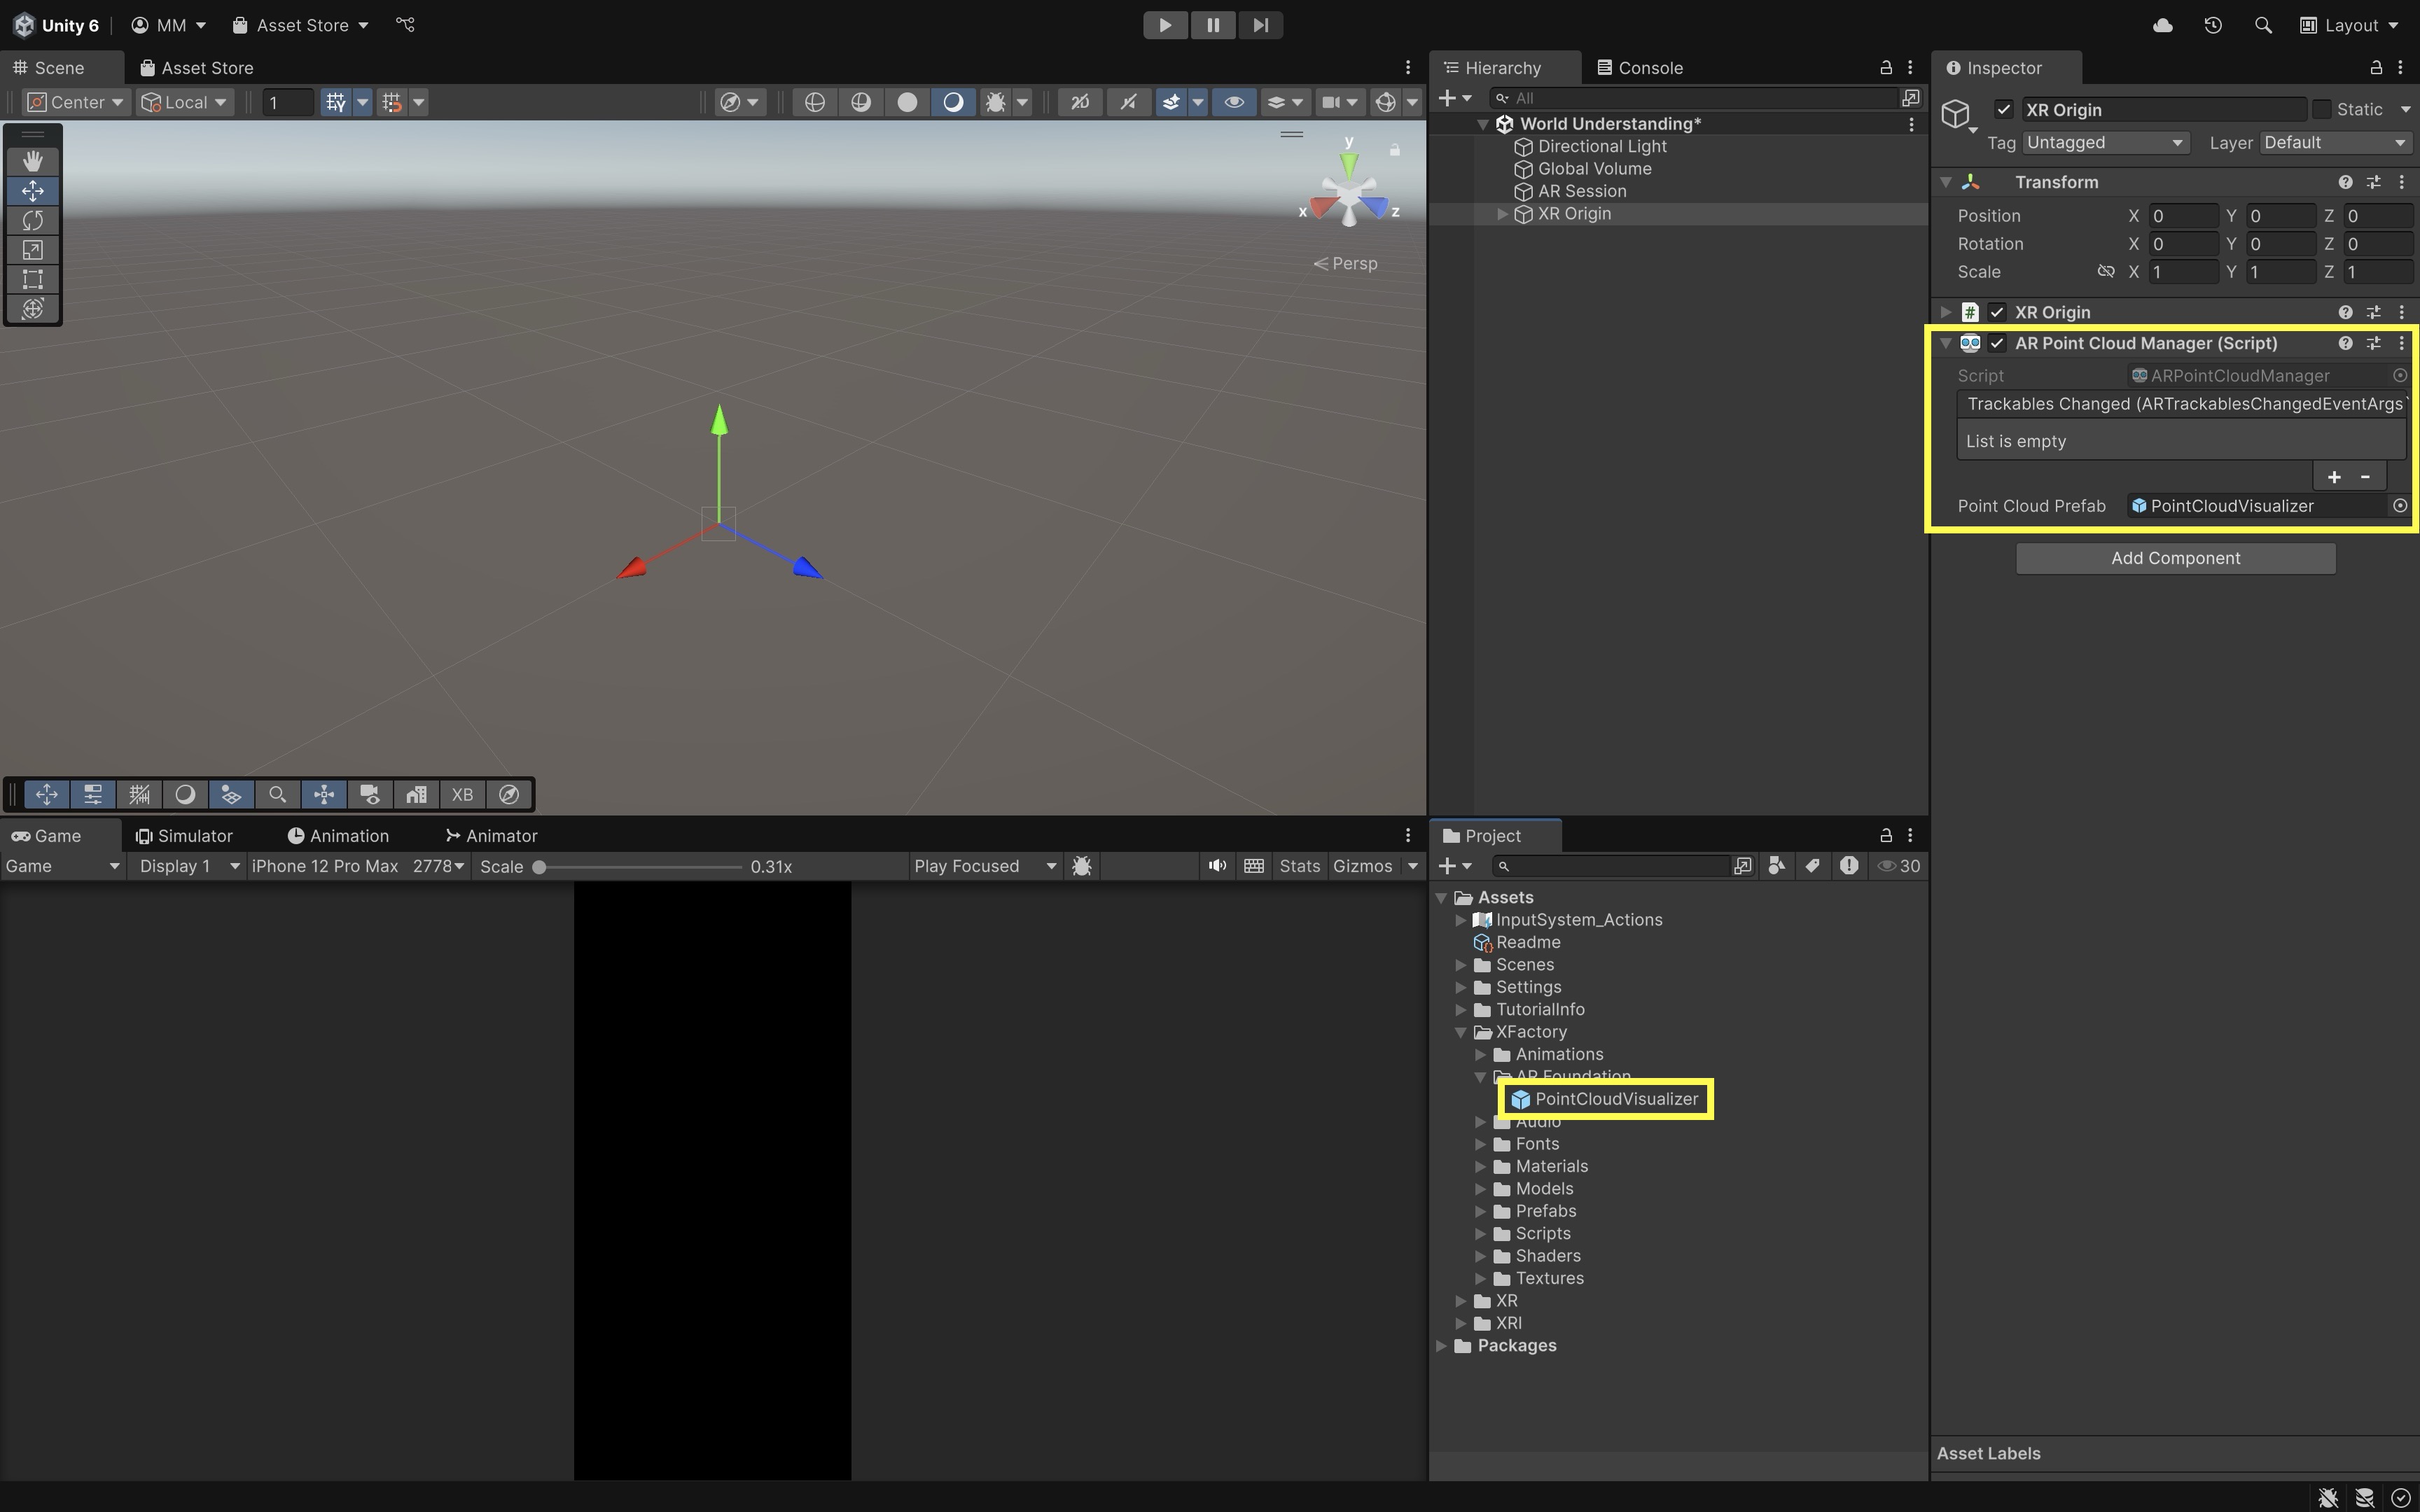 Unity 6 MM Asset Store Layout
Scene Asset Store
Center Local 1 2D
y
x z
Persp
XB
Hierarchy Console
All
World Understanding*
Directional Light
Global Volume
AR Session
XR Origin
Inspector
XR Origin Static
Tag Untagged Layer Default
Transform
Position X 0 Y 0 Z 0
Rotation X 0 Y 0 Z 0
Scale X 1 Y 1 Z 1
# XR Origin
AR Point Cloud Manager (Script)
Script ARPointCloudManager
Trackables Changed (ARTrackablesChangedEventArgs`
List is empty
+ -
Point Cloud Prefab PointCloudVisualizer
Add Component
Asset Labels
Game Simulator Animation Animator
Game Display 1 iPhone 12 Pro Max 2778 Scale 0.31x Play Focused Stats Gizmos
Project
30
Assets
InputSystem_Actions
Readme
Scenes
Settings
TutorialInfo
XFactory
Animations
AR Foundation
PointCloudVisualizer
Audio
Fonts
Materials
Models
Prefabs
Scripts
Shaders
Textures
XR
XRI
Packages